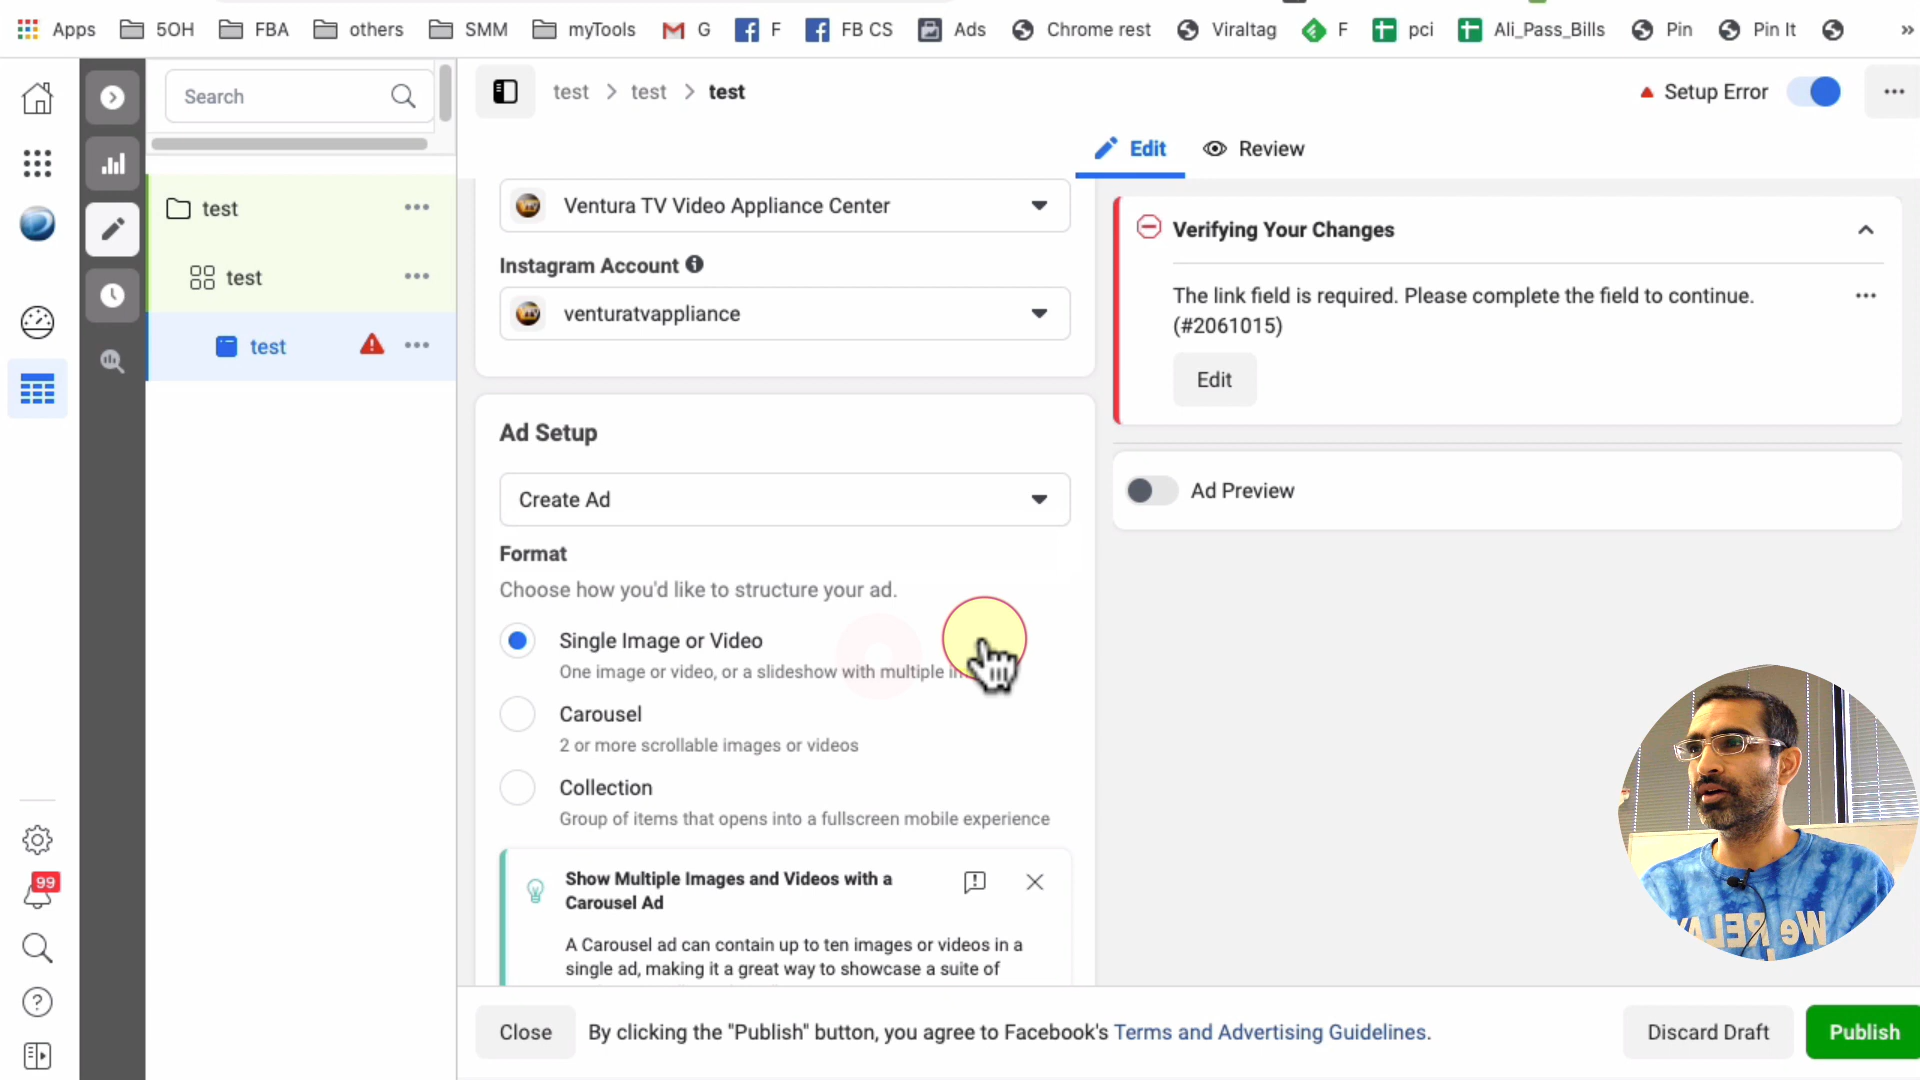 Apps 5OH FBA others SMM myTools G F FB CS Ads Chrome rest Viraltag F pci Ali_Pass_Bills Pin Pin It »
Search
test > test > test
Setup Error
Edit Review
test
test
test
Ventura TV Video Appliance Center
Instagram Account
venturatvappliance
Verifying Your Changes
The link field is required. Please complete the field to continue.
(#2061015)
Edit
Ad Preview
Ad Setup
Create Ad
Format
Choose how you'd like to structure your ad.
Single Image or Video
One image or video, or a slideshow with multiple
Carousel
2 or more scrollable images or videos
Collection
Group of items that opens into a fullscreen mobile experience
Show Multiple Images and Videos with a
Carousel Ad
A Carousel ad can contain up to ten images or videos in a
single ad, making it a great way to showcase a suite of
99
Close By clicking the "Publish" button, you agree to Facebook's Terms and Advertising Guidelines. Discard Draft Publish
We RELA